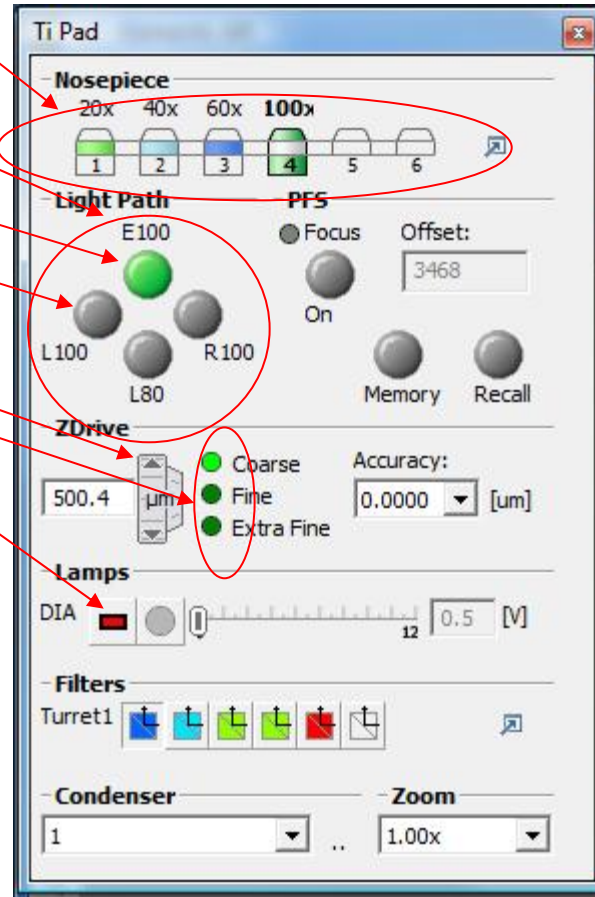 Ti Pad
Nosepiece
20x 40x 60x 100x
1 2 3 4 5 6
Light Path PFS
E100 Focus Offset:
3468
On
L100 R100
L80 Memory Recall
ZDrive
Coarse Accuracy:
500.4 µm Fine 0.0000 [um]
Extra Fine
Lamps
DIA 12 0.5 [V]
Filters
Turret1
Condenser Zoom
1 .. 1.00x